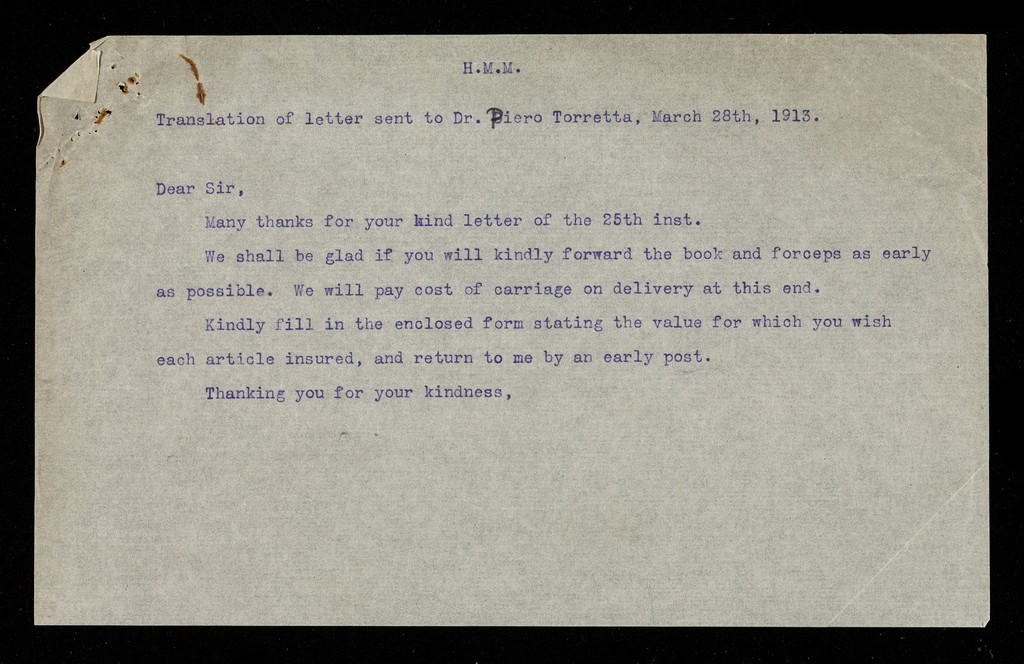 H.M.M.
Translation of letter sent to Dr. Piero Torretta, March 28th, 1913.
Dear Sir,
Many thanks for your kind letter of the 25th inst.
We shall be glad if you will kindly forward the book and forceps as early
as possible. We will pay cost of carriage on delivery at this end.
Kindly fill in the enclosed form stating the value for which you wish
each article insured, and return to me by an early post.
Thanking you for your kindness,